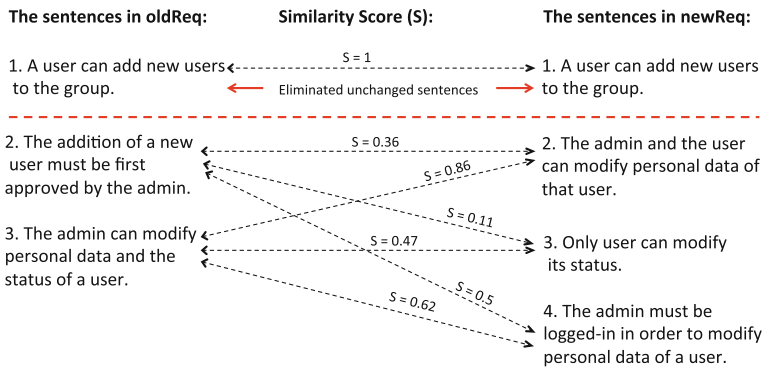 The sentences in oldReq:
Similarity Score (S):
The sentences in newReq:
1. A user can add new users
to the group.
S = 1
Eliminated unchanged sentences
1. A user can add new users
to the group.
2. The addition of a new
user must be first
approved by the admin.
3. The admin can modify
personal data and the
status of a user.
S = 0.36
S = 0.86
S = 0.11
S = 0.47
S = 0.5
S = 0.62
2. The admin and the user
can modify personal data of
that user.
3. Only user can modify
its status.
4. The admin must be
logged-in in order to modify
personal data of a user.